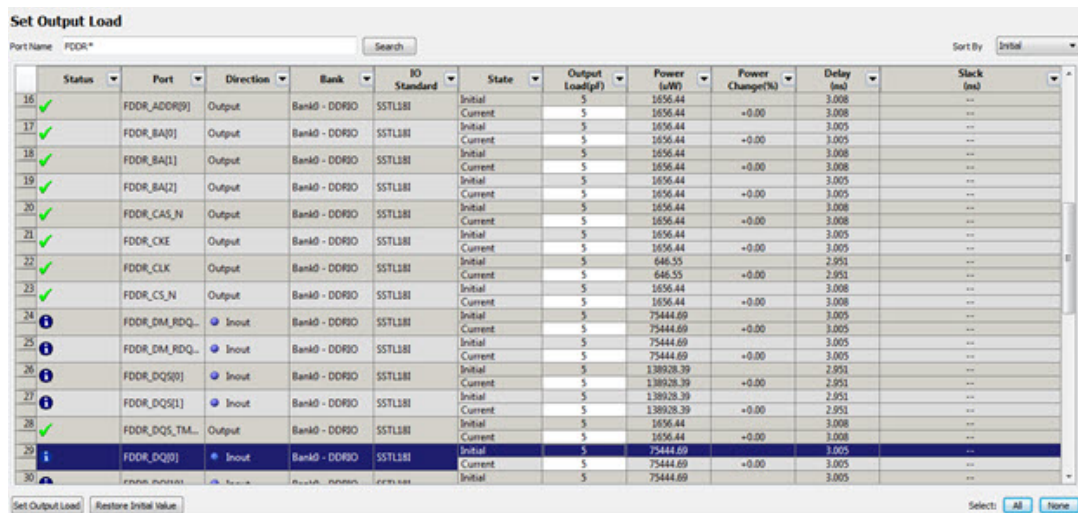 Set Output Load
Port Name FDDR* Search Sort By Initial
Status Port Direction Bank IO Standard State Output Load(pF) Power (uW) Power Change(%) Delay (ns) Slack (ns)
16 FDDR_ADDR[9] Output Bank0 - DDRIO SSTL18I Initial 5 1656.44 3.008 --
Current 5 1656.44 +0.00 3.008 --
17 FDDR_BA[0] Output Bank0 - DDRIO SSTL18I Initial 5 1656.44 3.005 --
Current 5 1656.44 +0.00 3.005 --
18 FDDR_BA[1] Output Bank0 - DDRIO SSTL18I Initial 5 1656.44 3.008 --
Current 5 1656.44 +0.00 3.008 --
19 FDDR_BA[2] Output Bank0 - DDRIO SSTL18I Initial 5 1656.44 3.005 --
Current 5 1656.44 +0.00 3.005 --
20 FDDR_CAS_N Output Bank0 - DDRIO SSTL18I Initial 5 1656.44 3.008 --
Current 5 1656.44 +0.00 3.008 --
21 FDDR_CKE Output Bank0 - DDRIO SSTL18I Initial 5 1656.44 3.005 --
Current 5 1656.44 +0.00 3.005 --
22 FDDR_CLK Output Bank0 - DDRIO SSTL18I Initial 5 646.55 2.951 --
Current 5 646.55 +0.00 2.951 --
23 FDDR_CS_N Output Bank0 - DDRIO SSTL18I Initial 5 1656.44 3.008 --
Current 5 1656.44 +0.00 3.008 --
24 FDDR_DM_RDQ... Inout Bank0 - DDRIO SSTL18I Initial 5 75444.69 3.005 --
Current 5 75444.69 +0.00 3.005 --
25 FDDR_DM_RDQ... Inout Bank0 - DDRIO SSTL18I Initial 5 75444.69 3.005 --
Current 5 75444.69 +0.00 3.005 --
26 FDDR_DQS[0] Inout Bank0 - DDRIO SSTL18I Initial 5 138928.39 2.951 --
Current 5 138928.39 +0.00 2.951 --
27 FDDR_DQS[1] Inout Bank0 - DDRIO SSTL18I Initial 5 138928.39 2.951 --
Current 5 138928.39 +0.00 2.951 --
28 FDDR_DQS_TM... Output Bank0 - DDRIO SSTL18I Initial 5 1656.44 3.008 --
Current 5 1656.44 +0.00 3.008 --
29 FDDR_DQ[0] Inout Bank0 - DDRIO SSTL18I Initial 5 75444.69 3.005 --
Current 5 75444.69 +0.00 3.005 --
30 Initial 5 75444.69 3.005 --
Set Output Load Restore Initial Value Select: All None